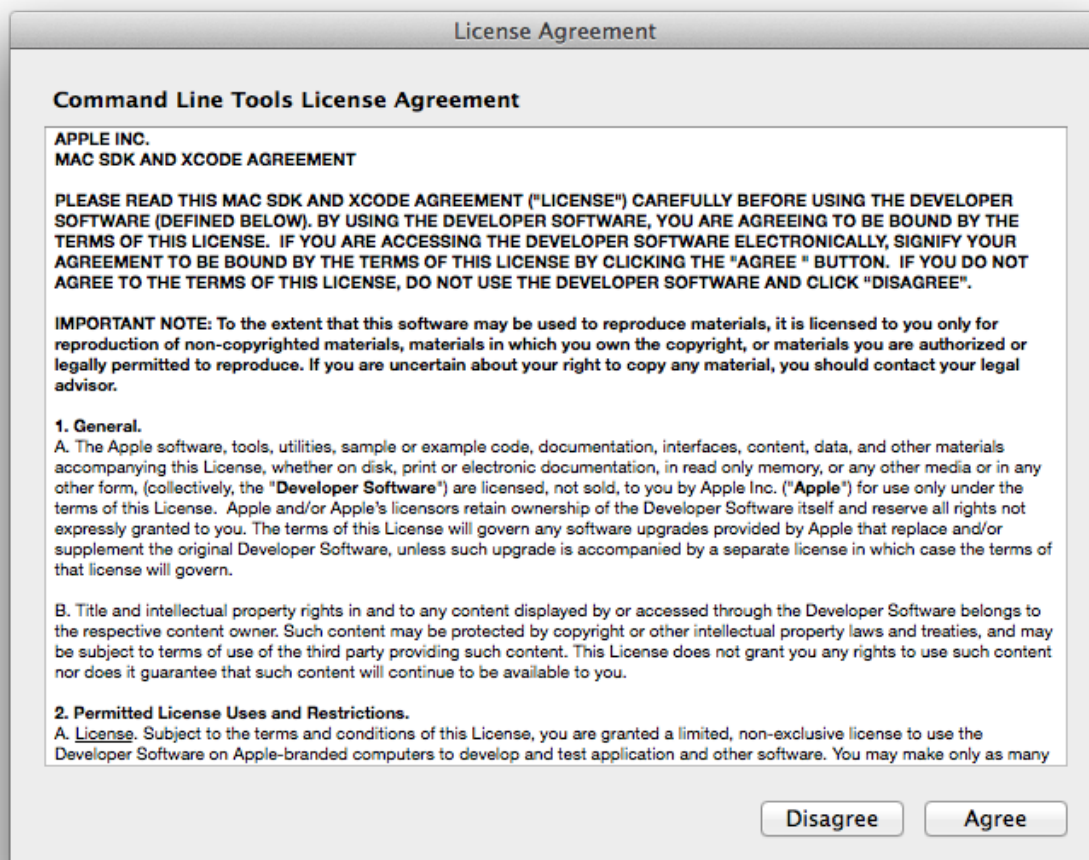 License Agreement
Command Line Tools License Agreement
APPLE INC.
MAC SDK AND XCODE AGREEMENT
PLEASE READ THIS MAC SDK AND XCODE AGREEMENT ("LICENSE") CAREFULLY BEFORE USING THE DEVELOPER
SOFTWARE (DEFINED BELOW). BY USING THE DEVELOPER SOFTWARE, YOU ARE AGREEING TO BE BOUND BY THE
TERMS OF THIS LICENSE.  IF YOU ARE ACCESSING THE DEVELOPER SOFTWARE ELECTRONICALLY, SIGNIFY YOUR
AGREEMENT TO BE BOUND BY THE TERMS OF THIS LICENSE BY CLICKING THE "AGREE " BUTTON.  IF YOU DO NOT
AGREE TO THE TERMS OF THIS LICENSE, DO NOT USE THE DEVELOPER SOFTWARE AND CLICK “DISAGREE”.
IMPORTANT NOTE: To the extent that this software may be used to reproduce materials, it is licensed to you only for
reproduction of non-copyrighted materials, materials in which you own the copyright, or materials you are authorized or
legally permitted to reproduce. If you are uncertain about your right to copy any material, you should contact your legal
advisor.
1. General.
A. The Apple software, tools, utilities, sample or example code, documentation, interfaces, content, data, and other materials
accompanying this License, whether on disk, print or electronic documentation, in read only memory, or any other media or in any
other form, (collectively, the "Developer Software") are licensed, not sold, to you by Apple Inc. ("Apple") for use only under the
terms of this License.  Apple and/or Apple's licensors retain ownership of the Developer Software itself and reserve all rights not
expressly granted to you. The terms of this License will govern any software upgrades provided by Apple that replace and/or
supplement the original Developer Software, unless such upgrade is accompanied by a separate license in which case the terms of
that license will govern.
B. Title and intellectual property rights in and to any content displayed by or accessed through the Developer Software belongs to
the respective content owner. Such content may be protected by copyright or other intellectual property laws and treaties, and may
be subject to terms of use of the third party providing such content. This License does not grant you any rights to use such content
nor does it guarantee that such content will continue to be available to you.
2. Permitted License Uses and Restrictions.
A. License. Subject to the terms and conditions of this License, you are granted a limited, non-exclusive license to use the
Developer Software on Apple-branded computers to develop and test application and other software. You may make only as many
Disagree
Agree